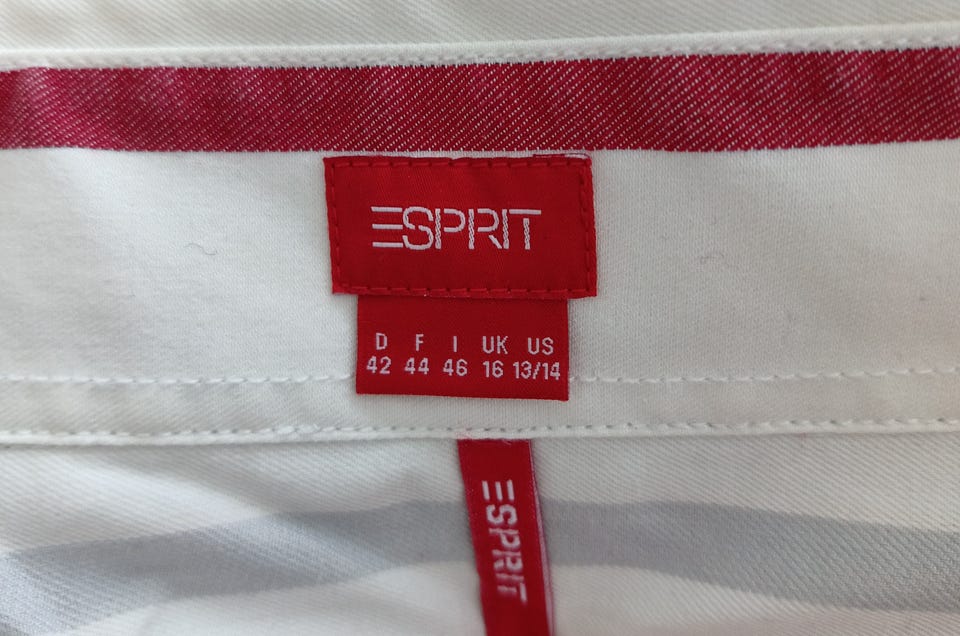 ESPRIT
D F I UK US
42 44 46 16 13/14
ESPRIT